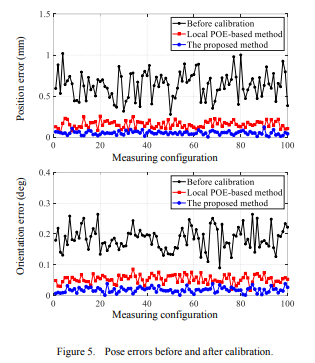 1.5
1
0.5
0
Position error (mm)
Before calibration
Local POE-based method
The proposed method
0 20 40 60 80 100
Measuring configuration
0.4
0.3
0.2
0.1
0
Orientation error (deg)
Before calibration
Local POE-based method
The proposed method
0 20 40 60 80 100
Measuring configuration
Figure 5. Pose errors before and after calibration.